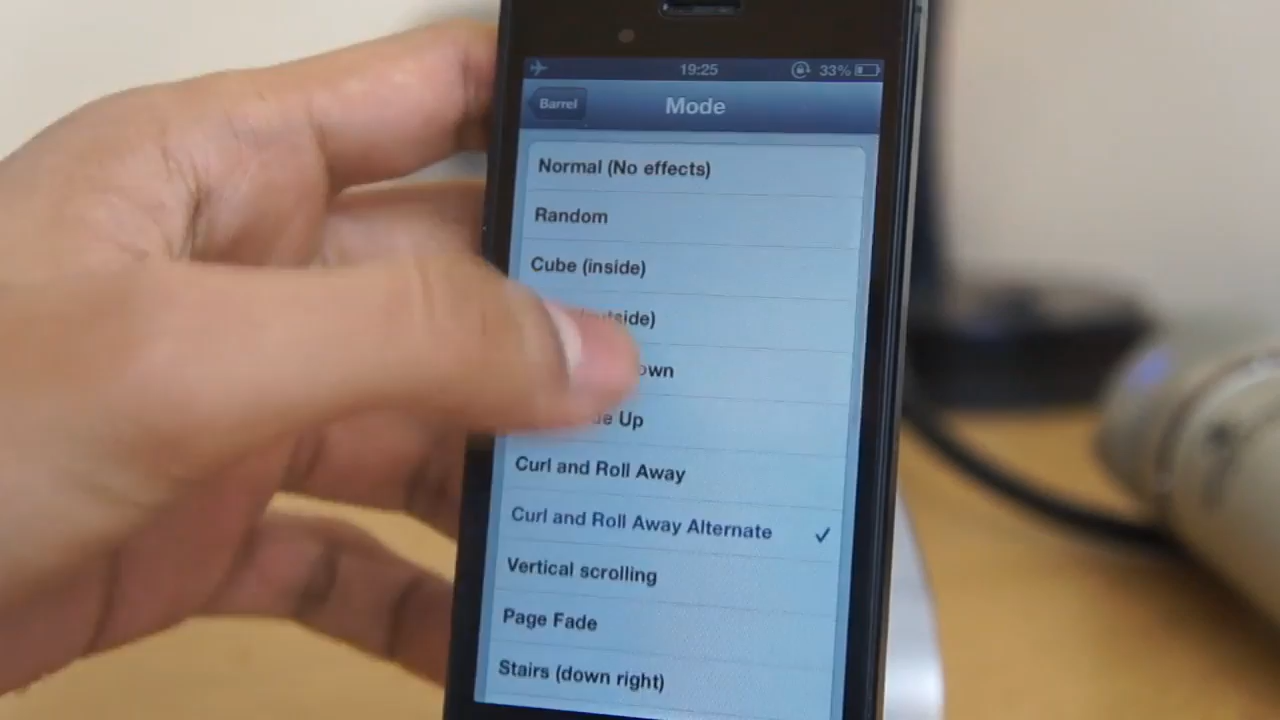 19:25 33%
Barrel Mode
Normal (No effects)
Random
Cube (inside)
Up
Curl and Roll Away
Curl and Roll Away Alternate
Vertical scrolling
Page Fade
Stairs (down right)